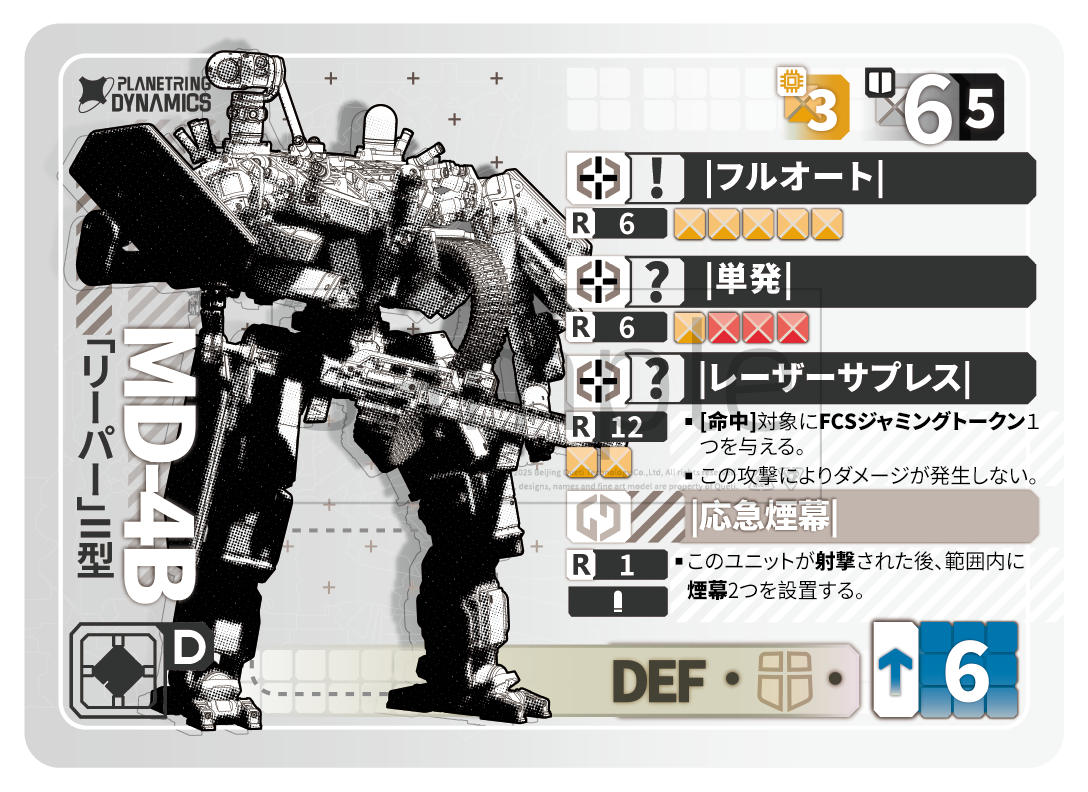 PLANETRING
DYNAMICS
3
6
5
!
|フルオート|
R 6
?
|単発|
R 6
?
|レーザーサプレス|
R 12
▪ [命中]対象にFCSジャミングトークン1
つを与える。
▪ この攻撃によりダメージが発生しない。
|応急煙幕|
R 1
▪このユニットが射撃された後、範囲内に
煙幕2つを設置する。
MD-4B
「リーパー」三型
D
DEF
6